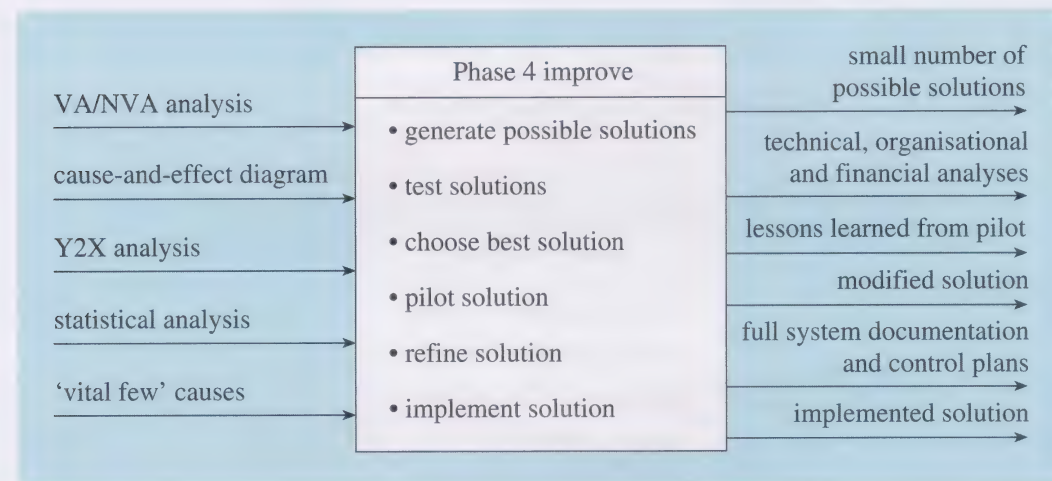 VA/NVA analysis
cause-and-effect diagram
Y2X analysis
statistical analysis
‘vital few’ causes
Phase 4 improve
• generate possible solutions
• test solutions
• choose best solution
• pilot solution
• refine solution
• implement solution
small number of
possible solutions
technical, organisational
and financial analyses
lessons learned from pilot
modified solution
full system documentation
and control plans
implemented solution